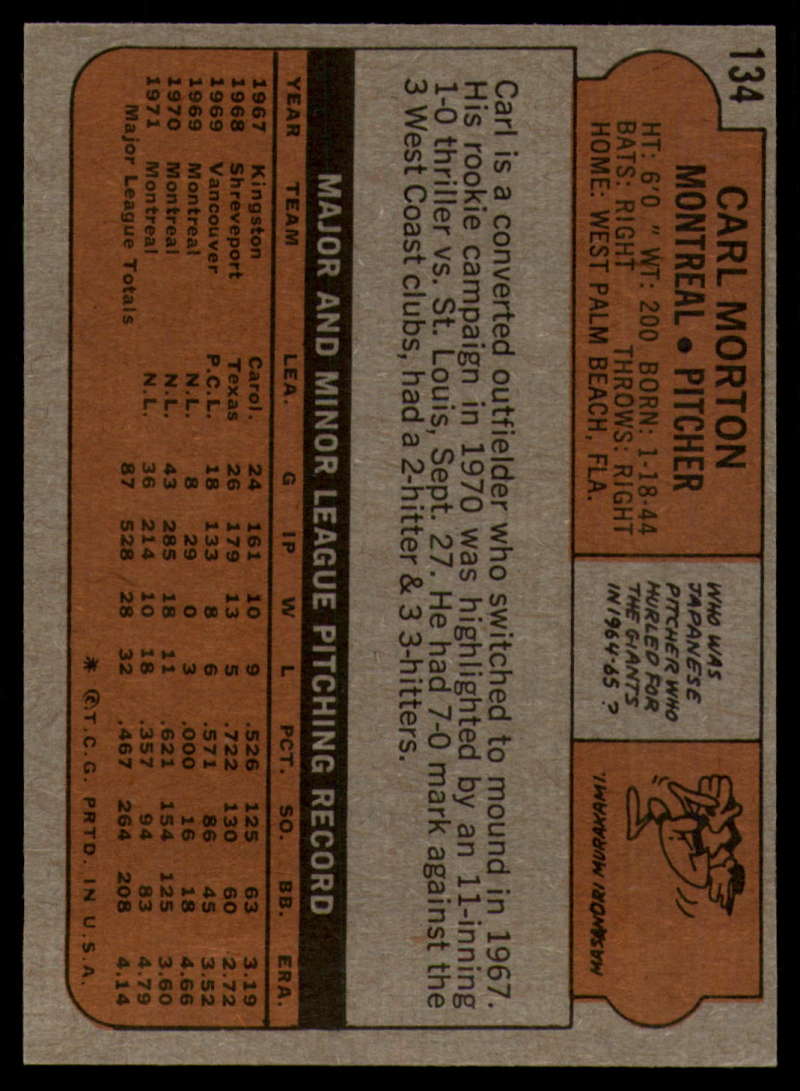 134
CARL MORTON
MONTREAL • PITCHER
HT: 6'0" WT: 200 BORN: 1-18-44
BATS: RIGHT THROWS: RIGHT
HOME: WEST PALM BEACH, FLA.
WHO WAS
JAPANESE
PITCHER WHO
HURLED FOR
THE GIANTS
IN 1964-65?
MASANORI MURAKAMI.
Carl is a converted outfielder who switched to mound in 1967.
His rookie campaign in 1970 was highlighted by an 11-inning
1-0 thriller vs. St. Louis, Sept. 27. He had 7-0 mark against the
3 West Coast clubs, had a 2-hitter & 3 3-hitters.
MAJOR AND MINOR LEAGUE PITCHING RECORD
YEAR TEAM LEA. G IP W L PCT. SO. BB. ERA.
1967 Kingston Carol. 24 161 10 9 .526 125 63 3.19
1968 Shreveport Texas 26 179 13 5 .722 130 60 2.72
1969 Vancouver P.C.L. 18 133 8 6 .571 86 45 3.52
1969 Montreal N.L. 8 29 0 3 .000 16 18 4.66
1970 Montreal N.L. 43 285 18 11 .621 154 125 3.60
1971 Montreal N.L. 36 214 10 18 .357 94 83 4.79
Major League Totals 87 528 28 32 .467 264 208 4.14
* © T.C.G. PRTD. IN U.S.A.